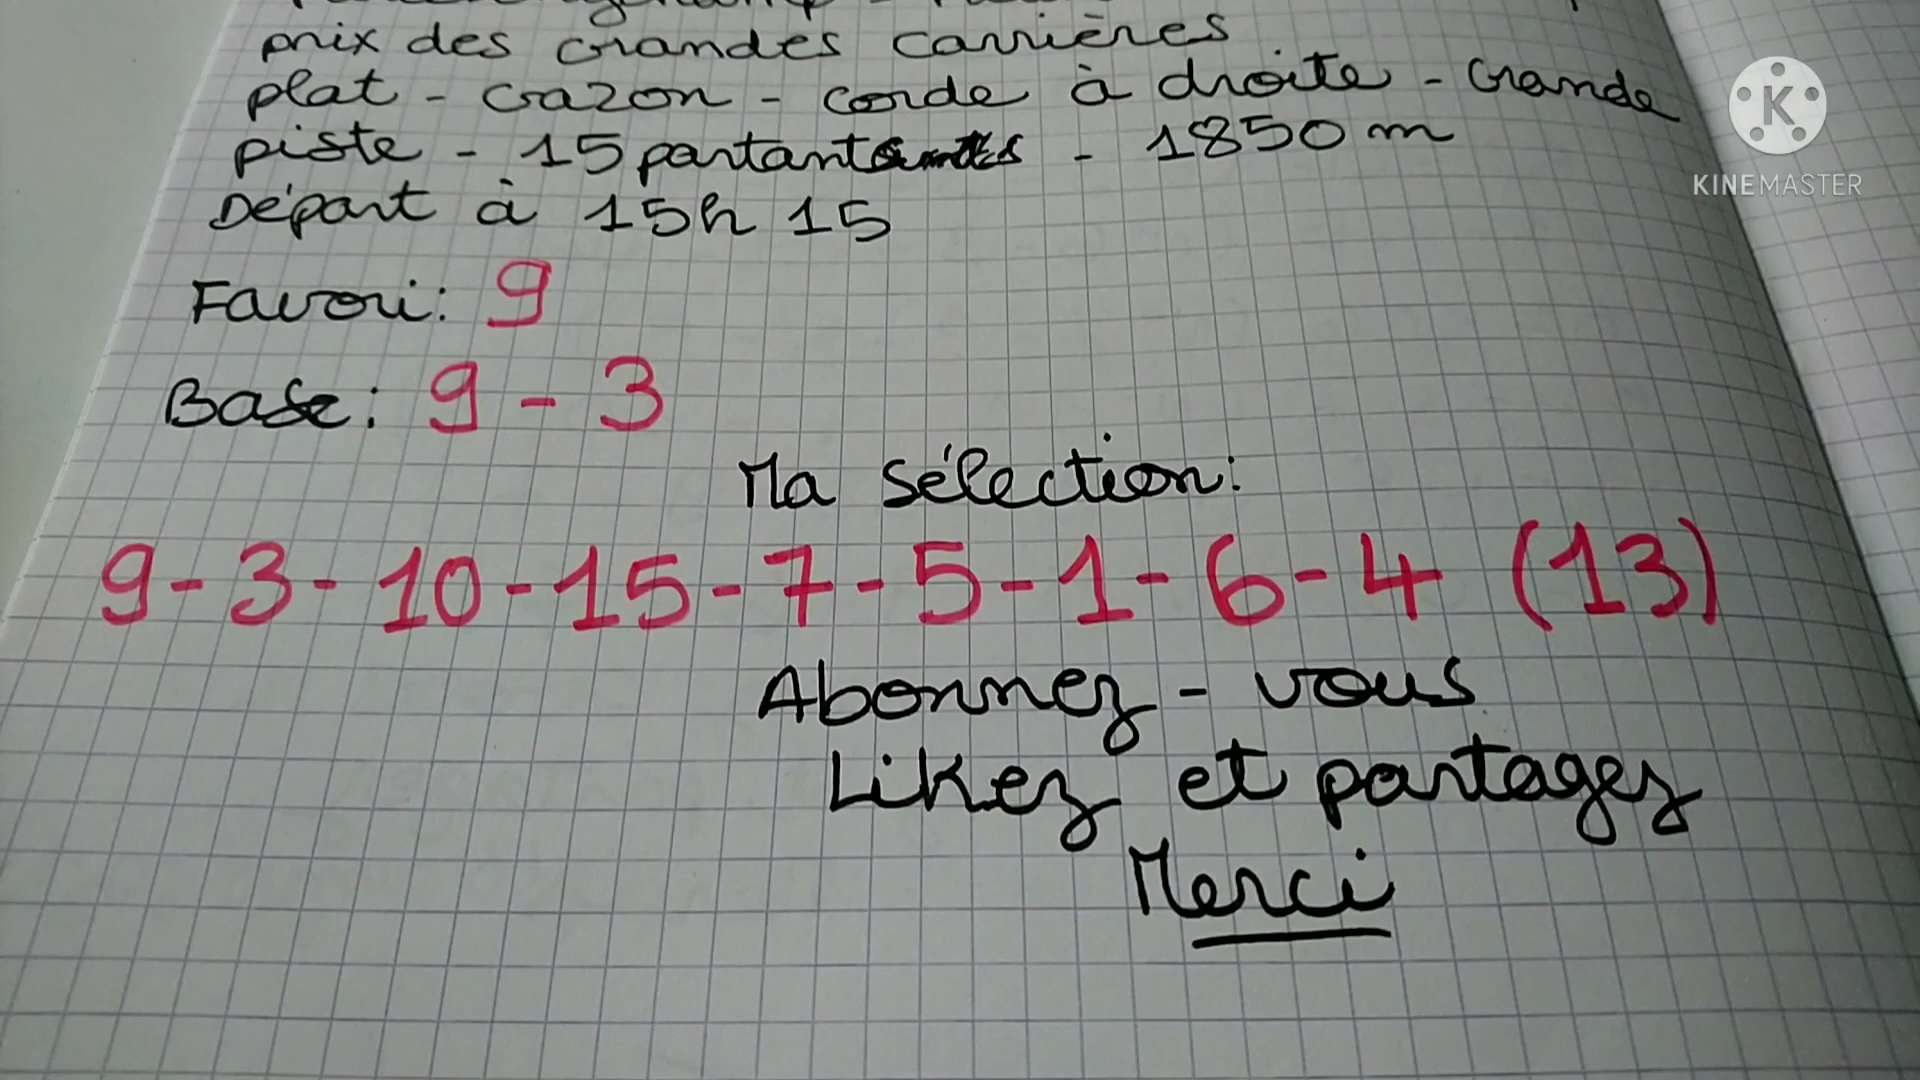 prix des Grandes Carrières
plat - Gazon - corde à droite - Grande
piste - 15 partants - 1850 m
Départ à 15h 15
Favori: 9
Base: 9 - 3
Ma sélection:
9 - 3 - 10 - 15 - 7 - 5 - 1 - 6 - 4 (13)
Abonnez - vous
Likez et partagez
Merci
K
KINEMASTER